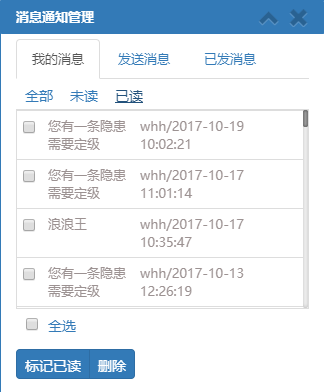 消息通知管理
我的消息 发送消息 已发消息
全部 未读 已读
您有一条隐患 whh/2017-10-19
需要定级 10:02:21
您有一条隐患 whh/2017-10-17
需要定级 11:01:14
浪浪王 whh/2017-10-17
10:35:47
您有一条隐患 whh/2017-10-13
需要定级 12:26:19
全选
标记已读 删除